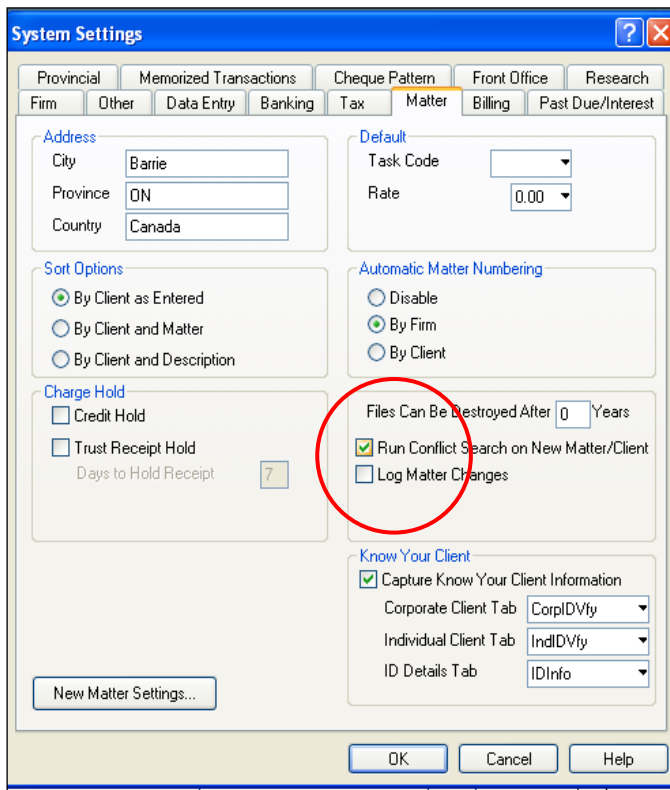 System Settings
Provincial Memorized Transactions Cheque Pattern Front Office Research
Firm Other Data Entry Banking Tax Matter Billing Past Due/Interest
Address
City Barrie
Province ON
Country Canada
Default
Task Code
Rate 0.00
Sort Options
By Client as Entered
By Client and Matter
By Client and Description
Automatic Matter Numbering
Disable
By Firm
By Client
Charge Hold
Credit Hold
Trust Receipt Hold
Days to Hold Receipt 7
Files Can Be Destroyed After 0 Years
Run Conflict Search on New Matter/Client
Log Matter Changes
Know Your Client
Capture Know Your Client Information
Corporate Client Tab CorpIDVfy
Individual Client Tab IndIDVfy
ID Details Tab IDInfo
New Matter Settings...
OK Cancel Help